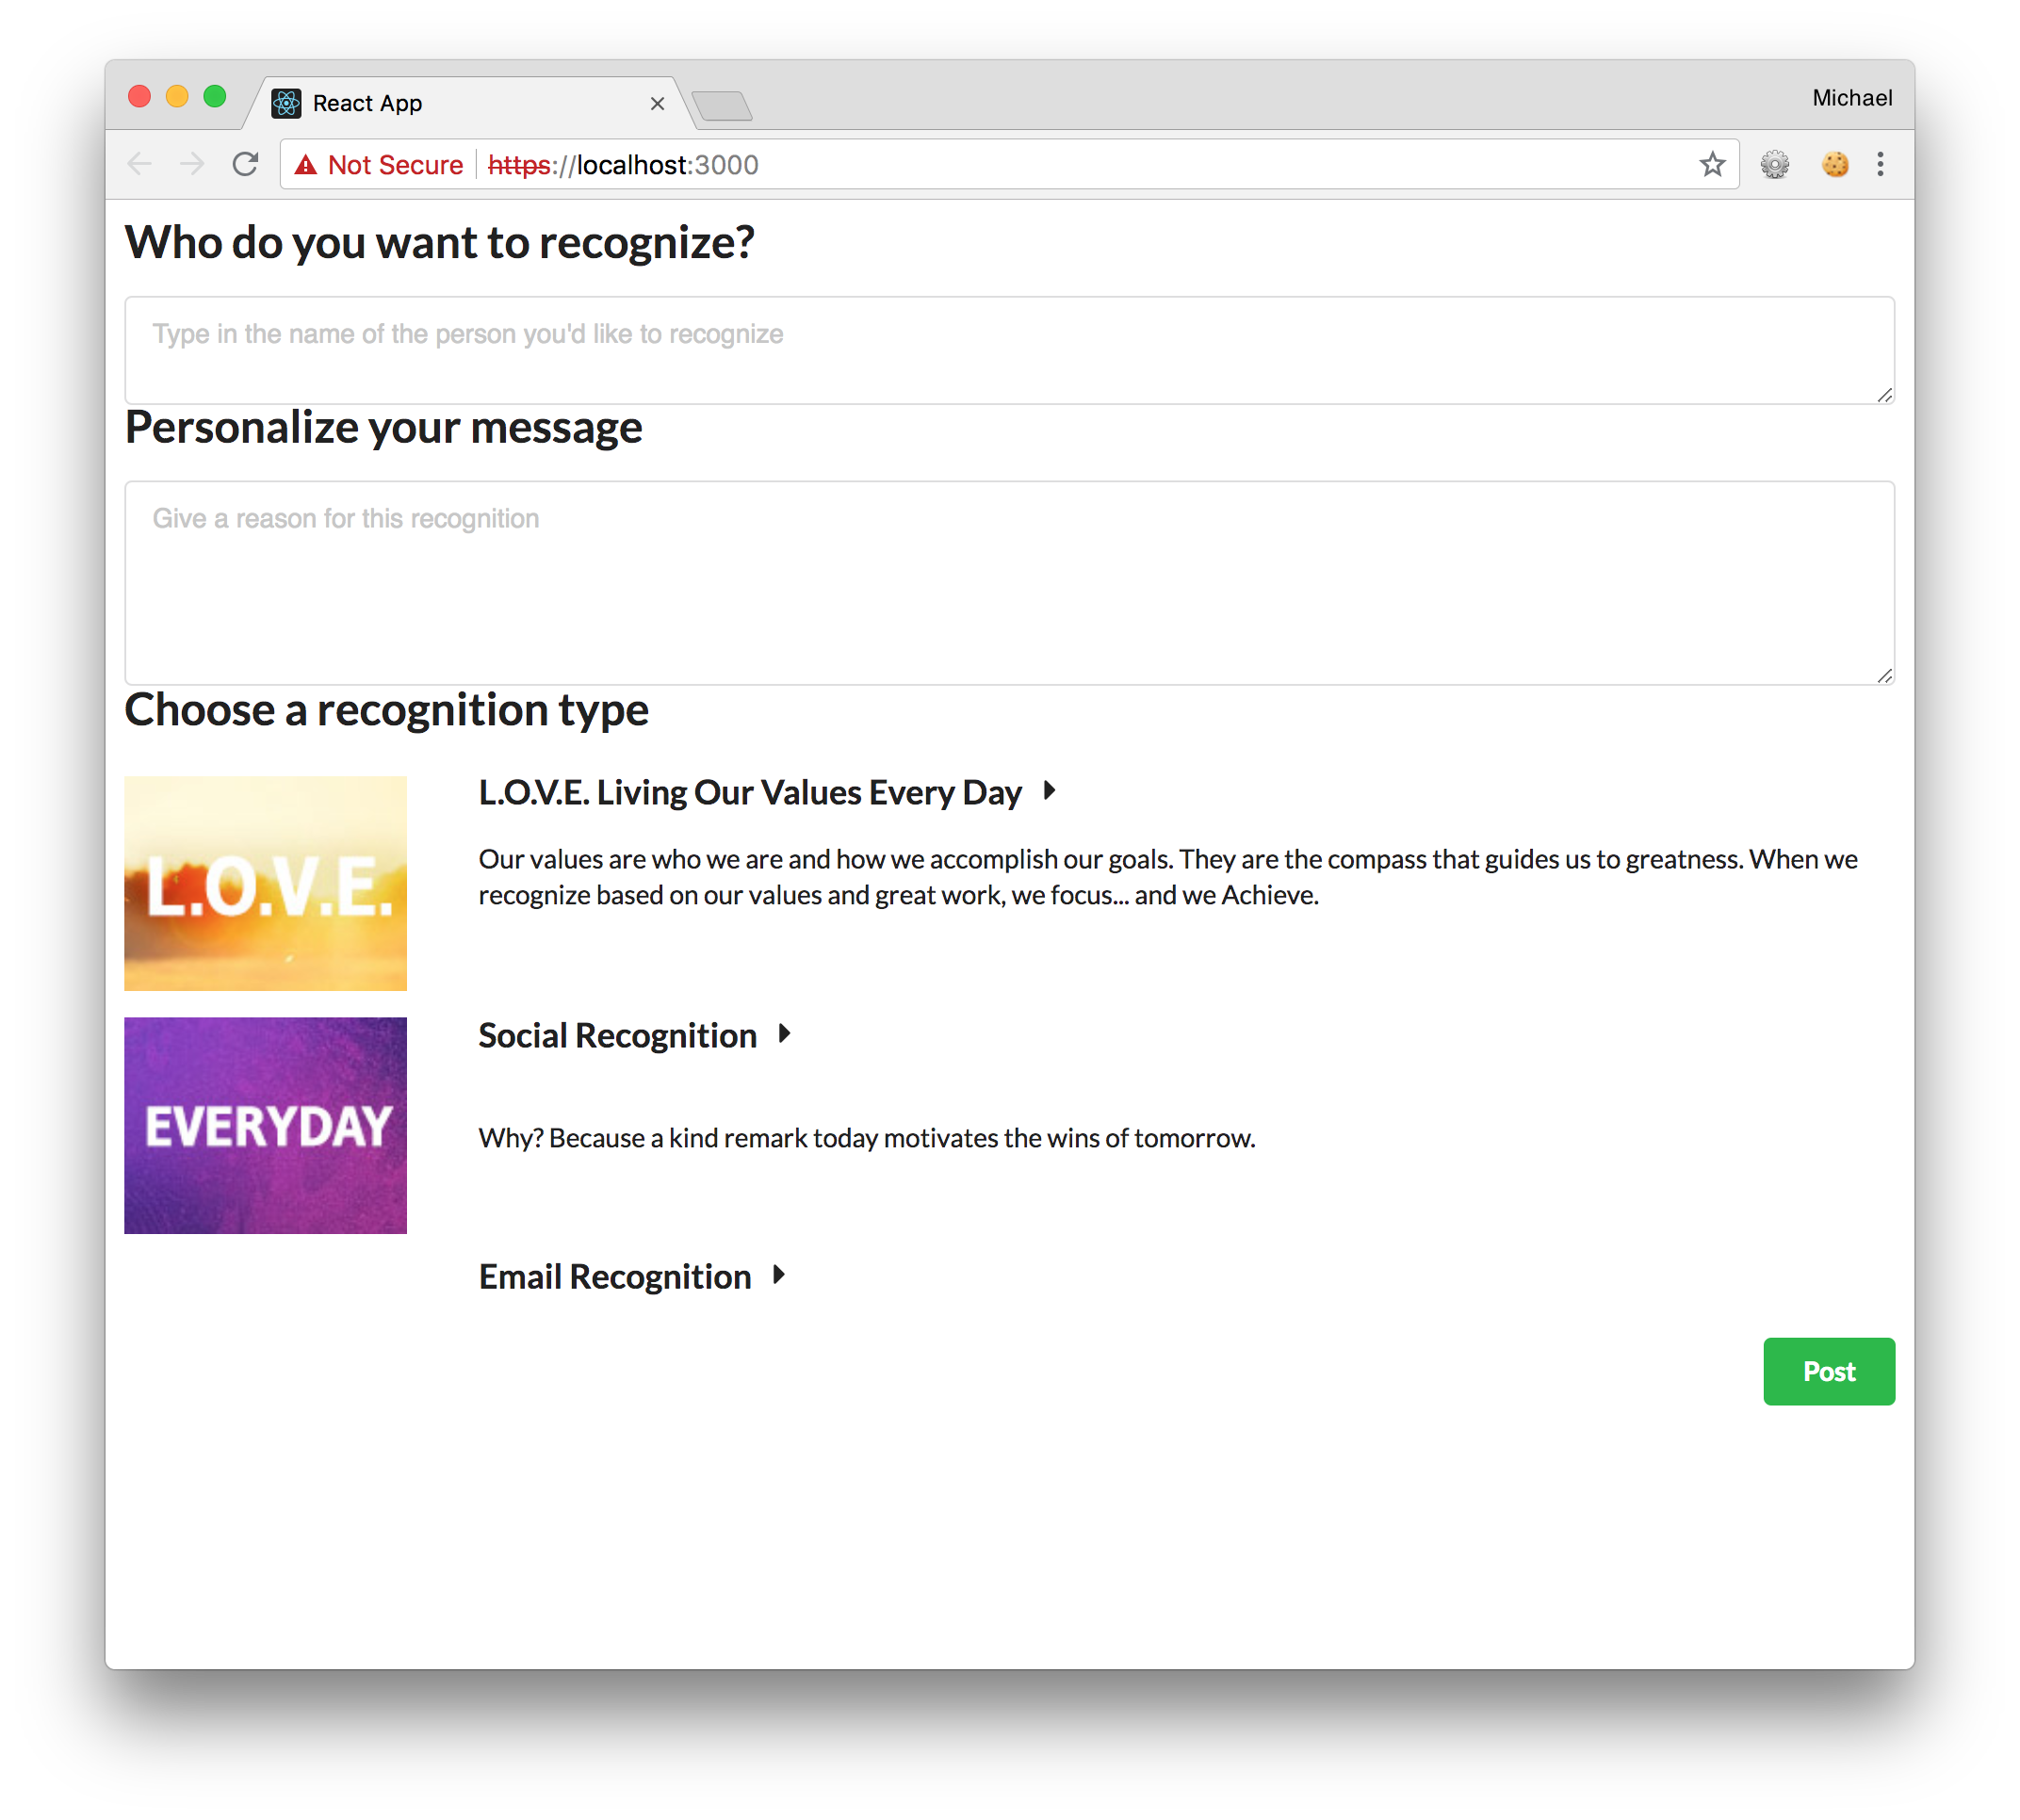 React App
Michael
Not Secure https://localhost:3000
Who do you want to recognize?
Type in the name of the person you'd like to recognize
Personalize your message
Give a reason for this recognition
Choose a recognition type
L.O.V.E.
L.O.V.E. Living Our Values Every Day
Our values are who we are and how we accomplish our goals. They are the compass that guides us to greatness. When we
recognize based on our values and great work, we focus... and we Achieve.
EVERYDAY
Social Recognition
Why? Because a kind remark today motivates the wins of tomorrow.
Email Recognition
Post